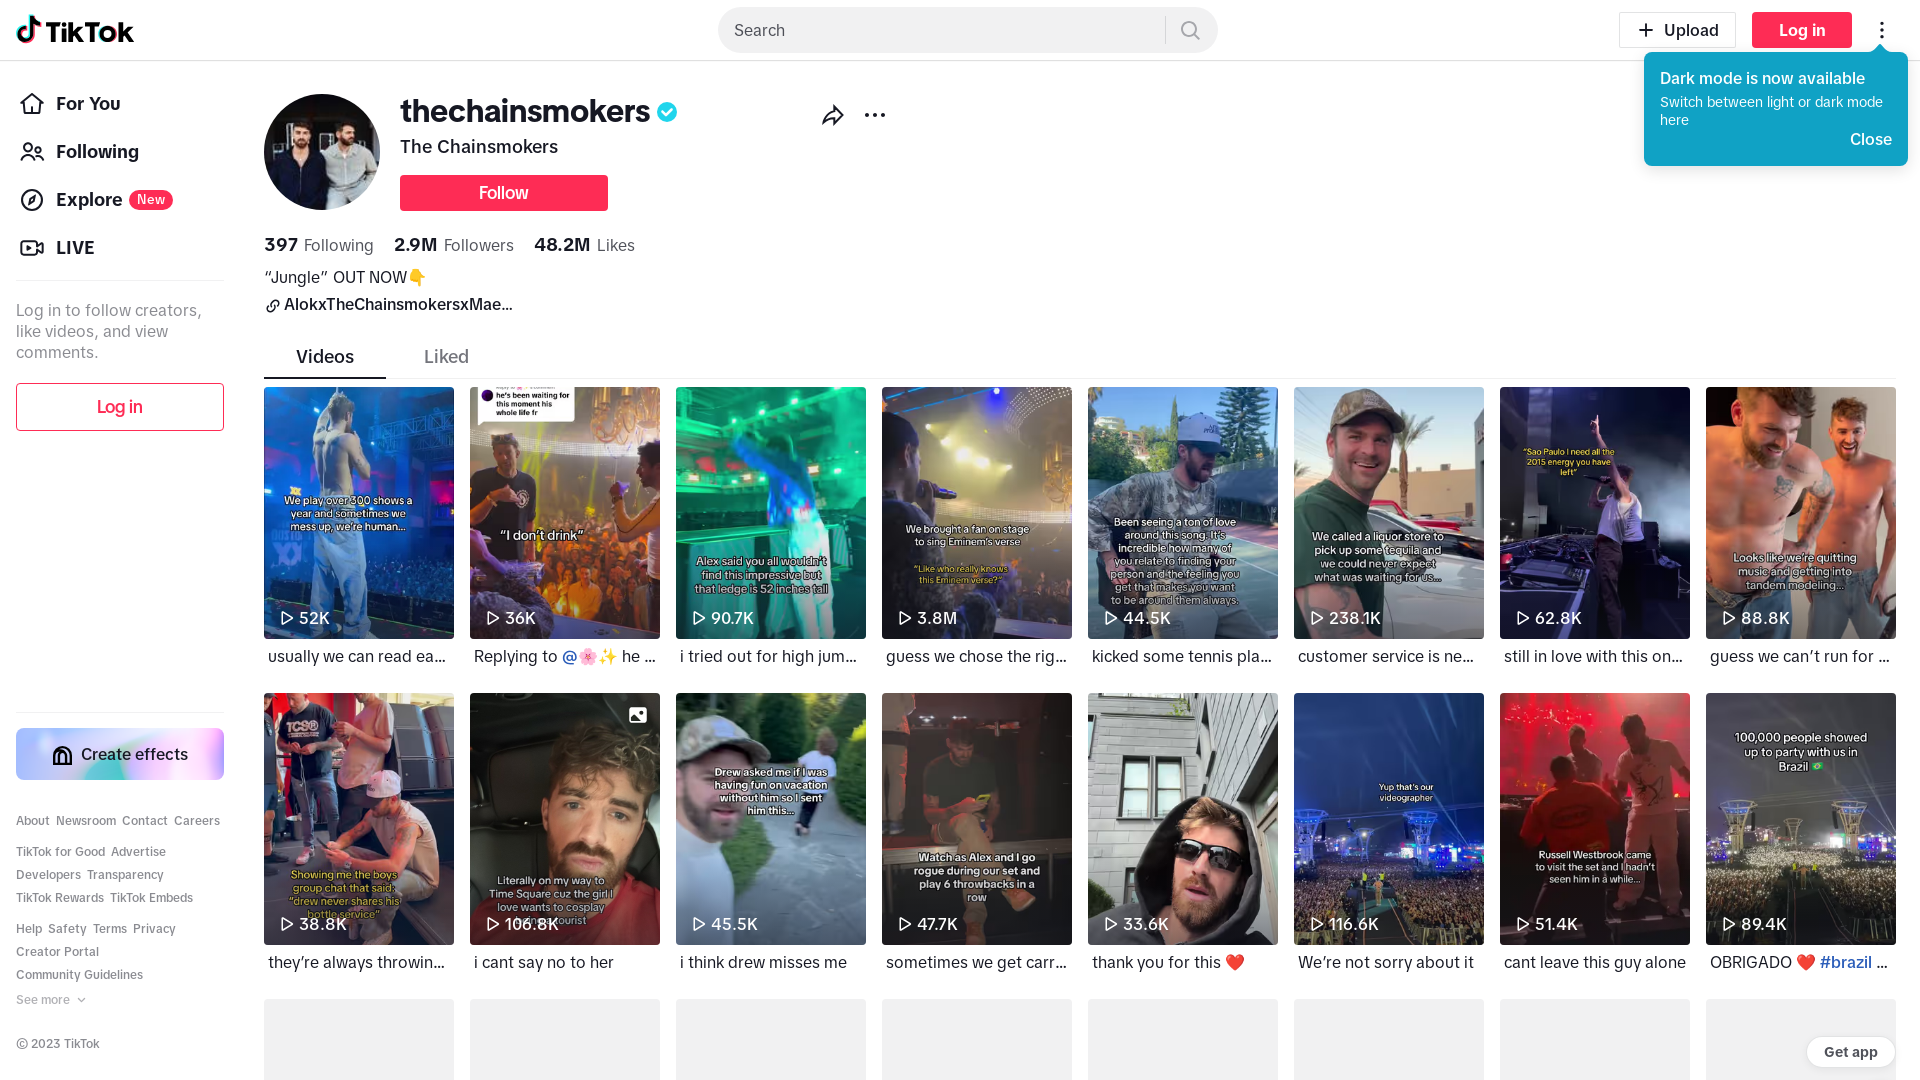 TikTok
Search
Upload
Log in
Dark mode is now available
Switch between light or dark mode
here
Close
For You
Following
Explore New
LIVE
Log in to follow creators,
like videos, and view
comments.
Log in
Create effects
About Newsroom Contact Careers
TikTok for Good Advertise
Developers Transparency
TikTok Rewards TikTok Embeds
Help Safety Terms Privacy
Creator Portal
Community Guidelines
See more
© 2023 TikTok
thechainsmokers
The Chainsmokers
Follow
397 Following 2.9M Followers 48.2M Likes
“Jungle” OUT NOW👇
AlokxTheChainsmokersxMae...
Videos
Liked
We play over 300 shows a
year and sometimes we
mess up, we're human...
52K
usually we can read ea...
he's been waiting for
this moment his
whole life fr
"I don't drink"
36K
Replying to @🌸✨ he ...
Alex said you all wouldn't
find this impressive but
that ledge is 52 inches tall
90.7K
i tried out for high jum...
We brought a fan on stage
to sing Eminem's verse
"Like who really knows
this Eminem verse?"
3.8M
guess we chose the rig...
Been seeing a ton of love
around this song. It's
incredible how many of
you relate to finding your
person and the feeling you
get that makes you want
to be around them always.
44.5K
kicked some tennis pla...
We called a liquor store to
pick up some tequila and
we could never expect
what was waiting for us...
238.1K
customer service is ne...
"Sao Paulo I need all the
2015 energy you have
left"
62.8K
still in love with this on...
Looks like we're quitting
music and getting into
tandem modeling...
88.8K
guess we can’t run for ...
TCS®
Showing me the boys
group chat that said:
"drew never shares his
bottle service"
38.8K
they’re always throwin...
Literally on my way to
Time Square cuz the girl I
love wants to cosplay
being a tourist
106.8K
i cant say no to her
Drew asked me if I was
having fun on vacation
without him so I sent
him this...
45.5K
i think drew misses me
Watch as Alex and I go
rogue during our set and
play 6 throwbacks in a
row
47.7K
sometimes we get carr...
33.6K
thank you for this ❤️
Yup that's our
videographer
116.6K
We’re not sorry about it
Russell Westbrook came
to visit the set and I hadn't
seen him in a while...
51.4K
cant leave this guy alone
100,000 people showed
up to party with us in
Brazil 🇧🇷
89.4K
OBRIGADO ❤️ #brazil ...
Get app